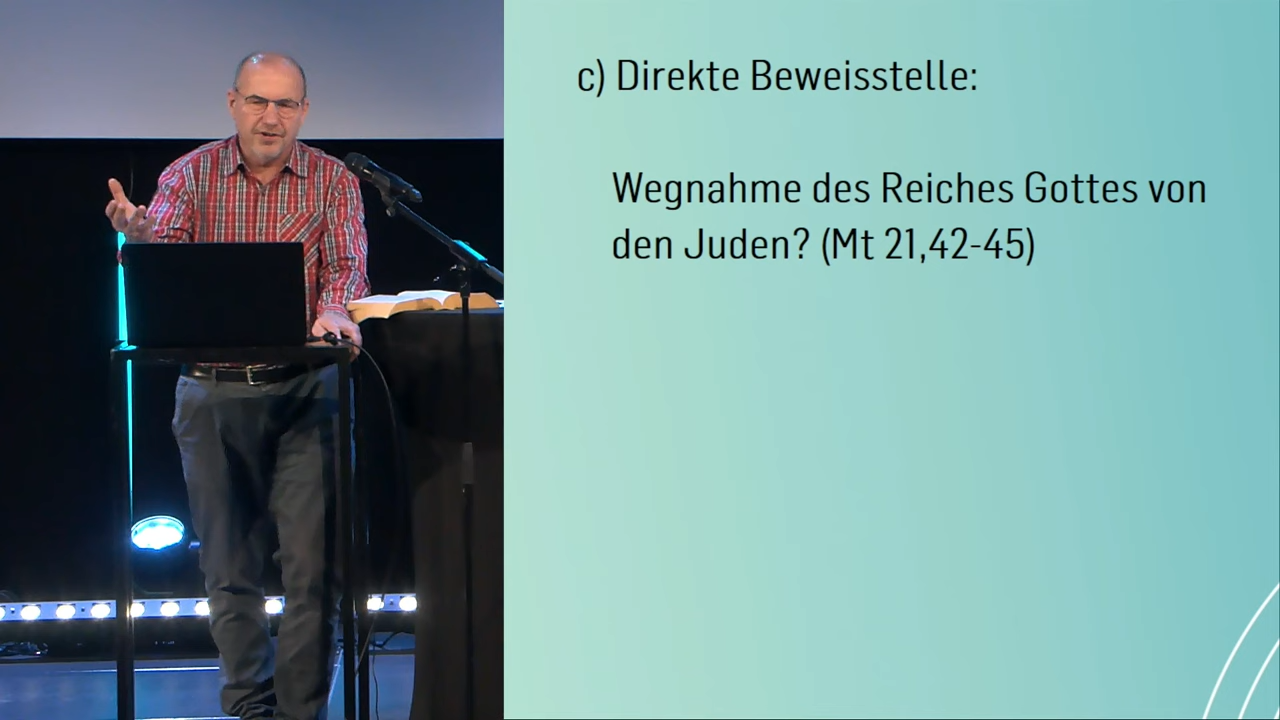 c) Direkte Beweisstelle:
Wegnahme des Reiches Gottes von
den Juden? (Mt 21,42-45)